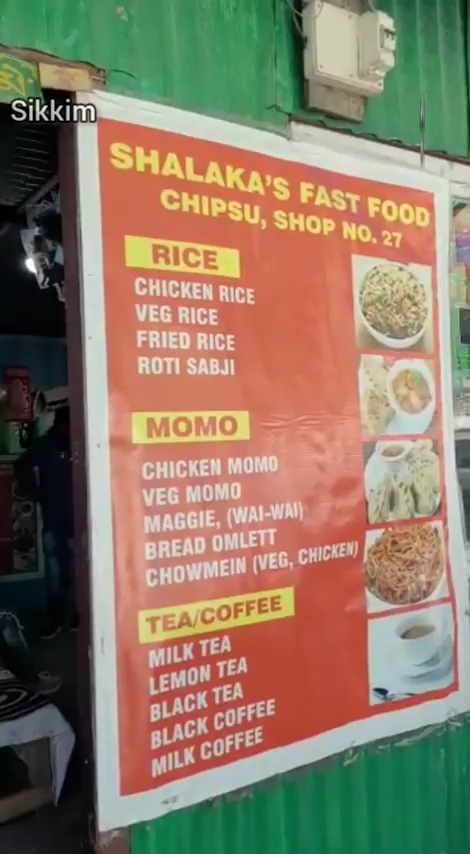 Sikkim
SHALAKA'S FAST FOOD
CHIPSU, SHOP NO. 27
RICE
CHICKEN RICE
VEG RICE
FRIED RICE
ROTI SABJI
MOMO
CHICKEN MOMO
VEG MOMO
MAGGIE, (WAI-WAI)
BREAD OMLETT
CHOWMEIN (VEG, CHICKEN)
TEA/COFFEE
MILK TEA
LEMON TEA
BLACK TEA
BLACK COFFEE
MILK COFFEE